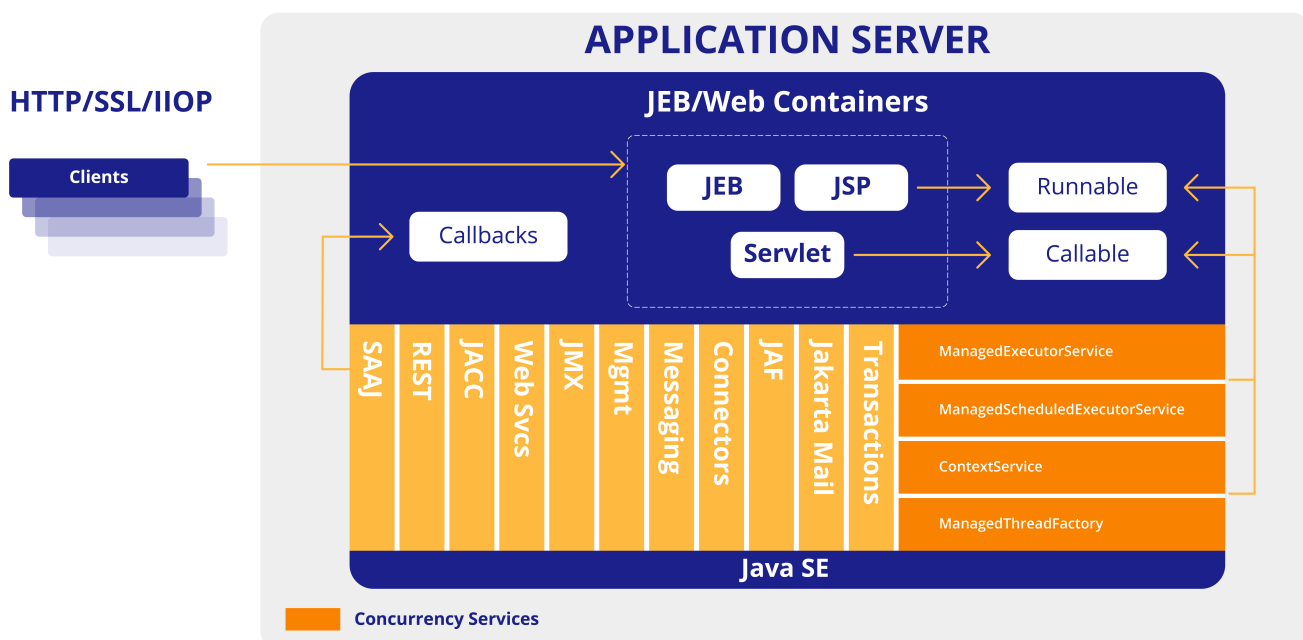 APPLICATION SERVER
HTTP/SSL/IIOP
JEB/Web Containers
Clients
JEB
JSP
Runnable
Callbacks
Servlet
Callable
SAAJ
REST
JACC
Web Svcs
JMX
Mgmt
Messaging
Connectors
JAF
Jakarta Mail
Transactions
ManagedExecutorService
ManagedScheduledExecutorService
ContextService
ManagedThreadFactory
Java SE
Concurrency Services